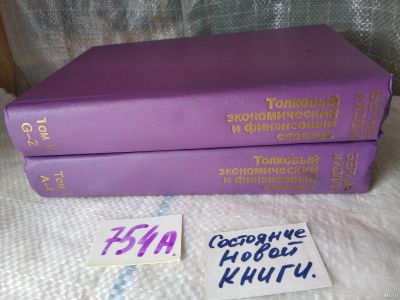 Толковый
экономический
и финансовый
словарь
Том II
G-Z
Толковый
экономический
и финансовый
словарь
Том I
754А.
Состояние
новой
КНИГИ.